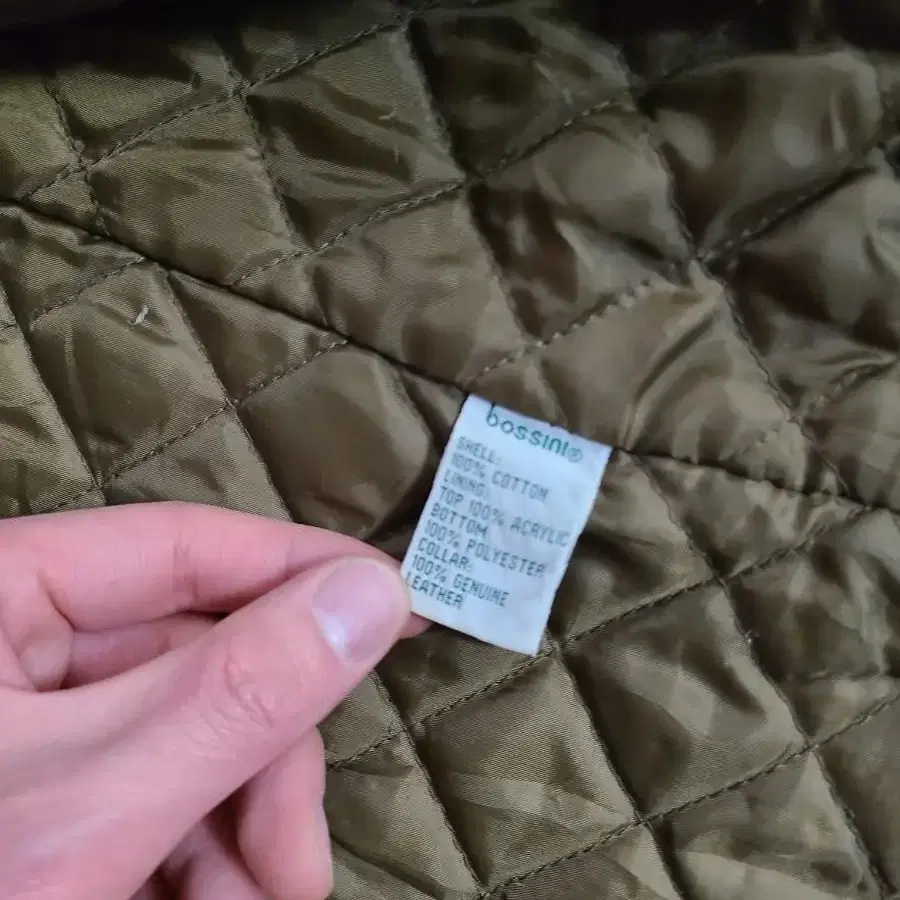 bossini®
SHELL:
100% COTTON
LINING:
TOP 100% ACRYLIC
BOTTOM
100% POLYESTER
COLLAR:
100% GENUINE
LEATHER